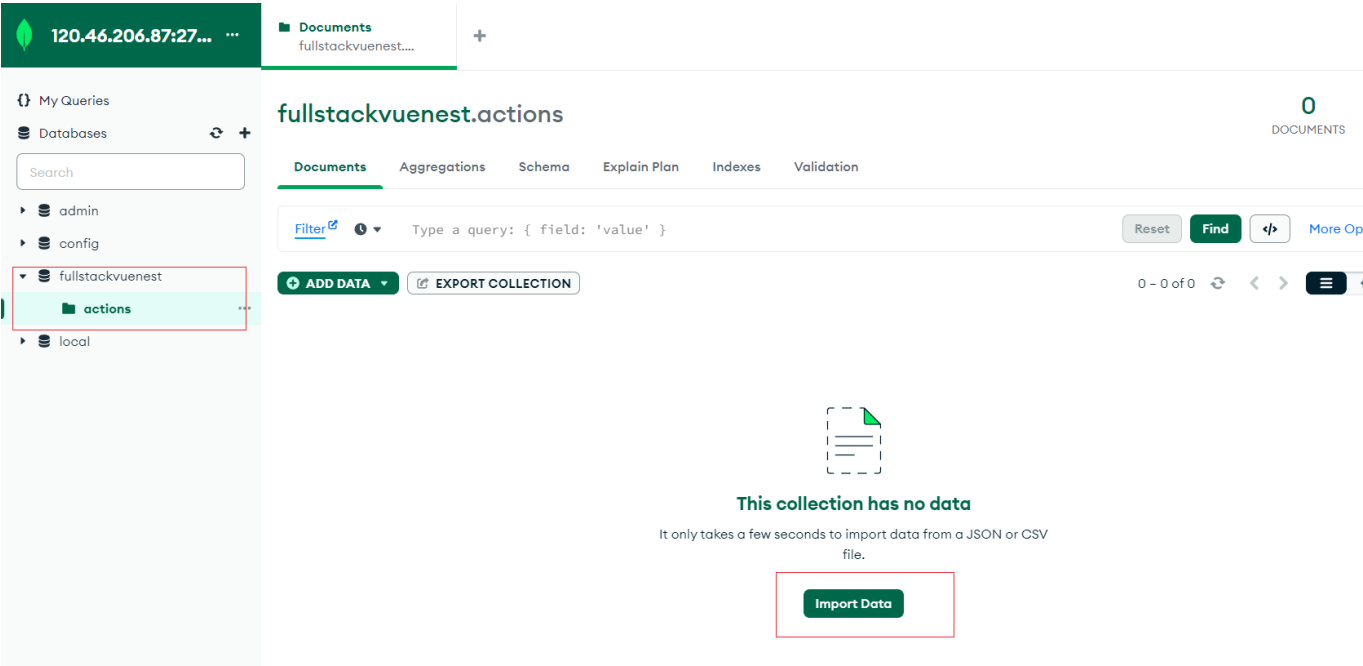 120.46.206.87:27...
Documents
fullstackvuenest....
My Queries
Databases
Search
admin
config
fullstackvuenest
actions
local
fullstackvuenest.actions
0
DOCUMENTS
Documents Aggregations Schema Explain Plan Indexes Validation
Filter Type a query: { field: 'value' } Reset Find </> More Op
ADD DATA EXPORT COLLECTION 0 – 0 of 0
This collection has no data
It only takes a few seconds to import data from a JSON or CSV
file.
Import Data